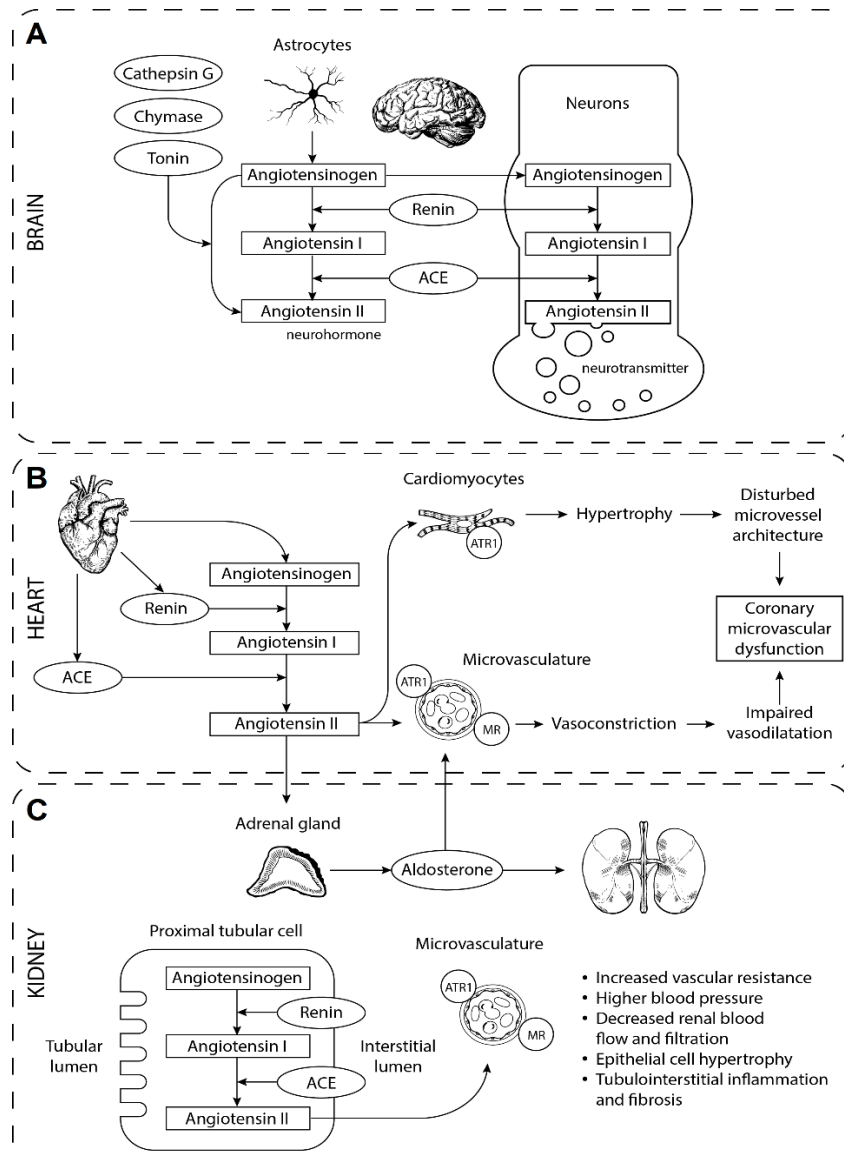 A
BRAIN
Astrocytes
Cathepsin G
Chymase
Tonin
Neurons
Angiotensinogen
Angiotensinogen
Renin
Angiotensin I
Angiotensin I
ACE
Angiotensin II
Angiotensin II
neurohormone
neurotransmitter
B
HEART
Cardiomyocytes
ATR1
Hypertrophy
Disturbed
microvessel
architecture
Angiotensinogen
Renin
Angiotensin I
ACE
Angiotensin II
Microvasculature
ATR1
MR
Vasoconstriction
Impaired
vasodilatation
Coronary
microvascular
dysfunction
C
KIDNEY
Adrenal gland
Aldosterone
Proximal tubular cell
Angiotensinogen
Renin
Angiotensin I
ACE
Angiotensin II
Tubular
lumen
Interstitial
lumen
Microvasculature
ATR1
MR
• Increased vascular resistance
• Higher blood pressure
• Decreased renal blood
flow and filtration
• Epithelial cell hypertrophy
• Tubulointerstitial inflammation
and fibrosis